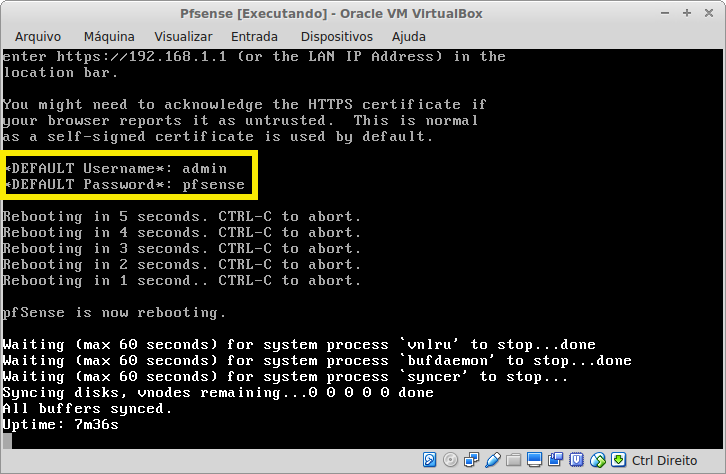 Pfsense [Executando] - Oracle VM VirtualBox
Arquivo Máquina Visualizar Entrada Dispositivos Ajuda
enter https://192.168.1.1 (or the LAN IP Address) in the
location bar.
You might need to acknowledge the HTTPS certificate if
your browser reports it as untrusted.  This is normal
as a self-signed certificate is used by default.
*DEFAULT Username*: admin
*DEFAULT Password*: pfsense
Rebooting in 5 seconds. CTRL-C to abort.
Rebooting in 4 seconds. CTRL-C to abort.
Rebooting in 3 seconds. CTRL-C to abort.
Rebooting in 2 seconds. CTRL-C to abort.
Rebooting in 1 second.. CTRL-C to abort.
pfSense is now rebooting.
Waiting (max 60 seconds) for system process `vnlru' to stop...done
Waiting (max 60 seconds) for system process `bufdaemon' to stop...done
Waiting (max 60 seconds) for system process `syncer' to stop...
Syncing disks, vnodes remaining...0 0 0 0 0 done
All buffers synced.
Uptime: 7m36s
Ctrl Direito